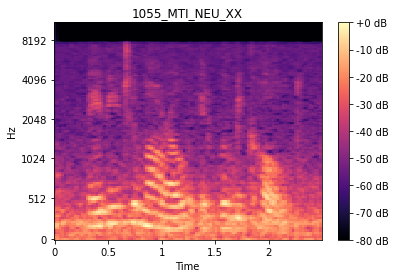 1055_MTI_NEU_XX
8192
4096
2048
1024
512
0
Hz
0
0.5
1
1.5
2
Time
+0 dB
-10 dB
-20 dB
-30 dB
-40 dB
-50 dB
-60 dB
-70 dB
-80 dB